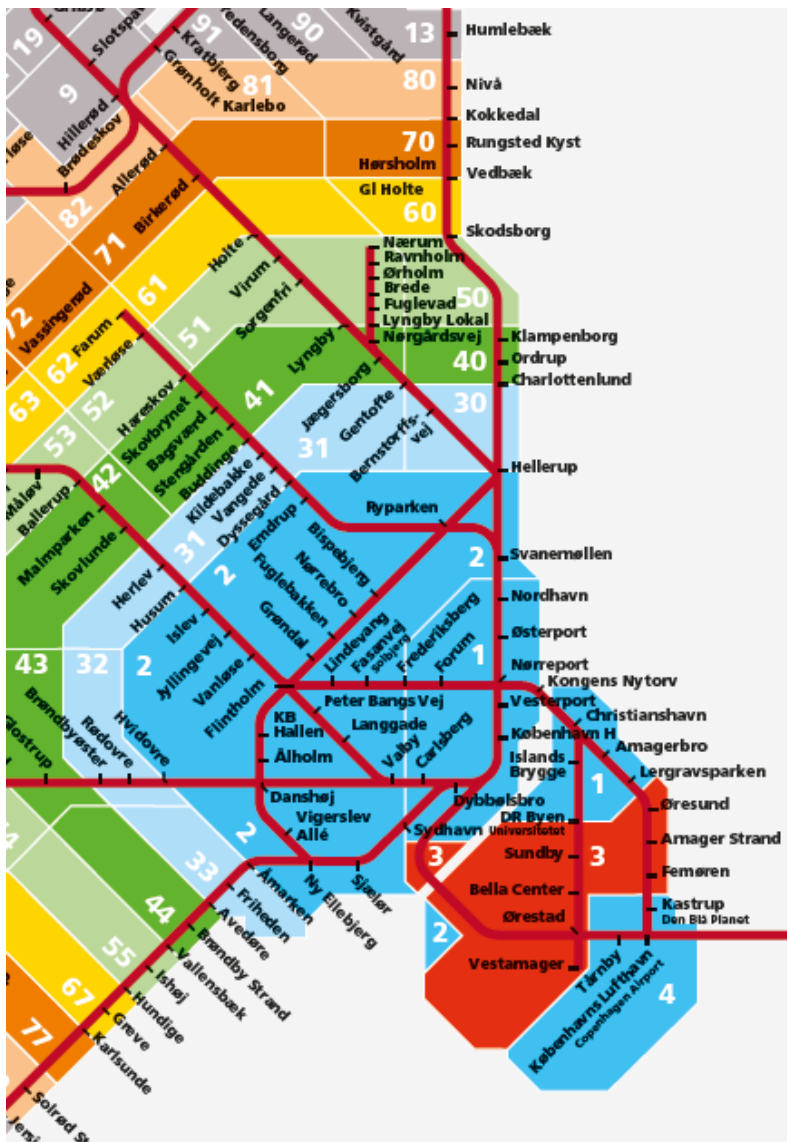 19
Slotspav
91
Fredensborg
90
Langerød
Kvistgård
13
Humlebæk
9
Kratbjerg
Grønholt
81
Karlebo
80
Nivå
Hillerød
Brødeskov
Kokkedal
70
Rungsted Kyst
Allerød
Hørsholm
Vedbæk
82
Gl Holte
Birkerød
60
71
Skodsborg
Holte
Nærum
Ravnholm
Virum
Ørholm
61
Sorgenfri
Brede
50
72
Vassingerød
Fuglevad
Farum
51
Lyngby Lokal
Værløse
Lyngby
Nørgårdsvej
Klampenborg
62
40
Ordrup
63
52
Hareskov
41
Jægersborg
Charlottenlund
Skovbrynet
Gentofte
30
53
Bagsværd
Bernstorffs-
vej
Stengården
31
42
Buddinge
Hellerup
Måløv
Kildebakke
Ballerup
Vangede
Dyssegård
Malmparken
Emdrup
Ryparken
Skovlunde
31
Bispebjerg
2
Svanemøllen
Herlev
2
Nørrebro
Husum
Fuglebakken
Nordhavn
Islev
Grøndal
Lindevang
Fasanvej
Solbjerg
Frederiksberg
Forum
Østerport
43
32
2
Jyllingevej
1
Vanløse
Nørreport
Flintholm
Kongens Nytorv
Brøndbyøster
Peter Bangs Vej
Vesterport
Glostrup
Rødovre
KB
Hallen
Langgade
Christianshavn
Hvidovre
København H
Ålholm
Valby
Carlsberg
Islands
Brygge
Amagerbro
1
Lergravsparken
Danshøj
Dybbølsbro
Øresund
Vigerslev
Allé
DR Byen
Sydhavn
Universitetet
2
Amager Strand
33
3
Sundby
3
Åmarken
Ny Ellebjerg
Sjælør
Femøren
44
Friheden
Bella Center
Avedøre
Kastrup
Den Blå Planet
Brøndby Strand
Ørestad
55
Vallensbæk
2
Ishøj
Vestamager
Tårnby
67
Hundige
Københavns Lufthavn
Copenhagen Airport
4
Greve
77
Karlsunde
Solrød St
Jersi